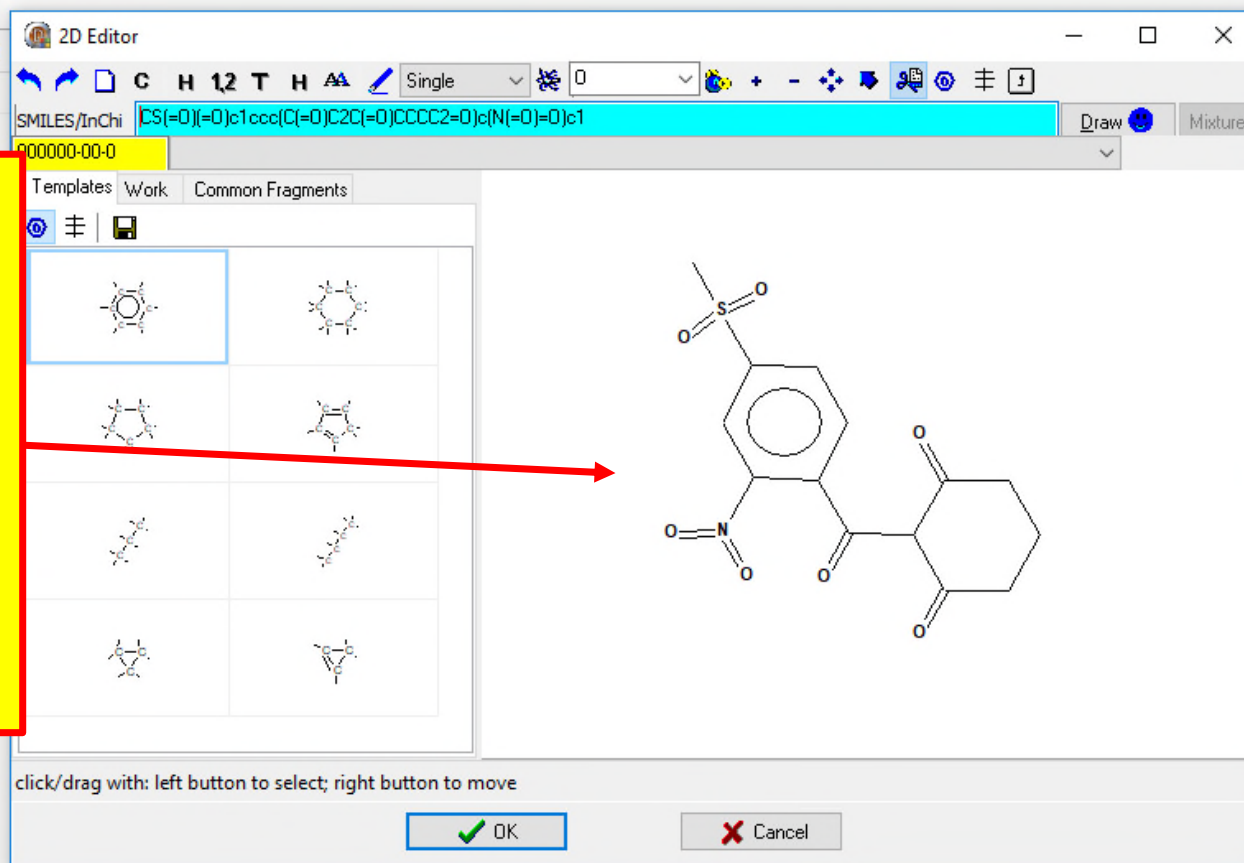 2D Editor
C H 1,2 T H AA Single 0 + -
SMILES/InChi CS(=O)(=O)c1ccc(C(=O)C2C(=O)CCCC2=O)c(N(=O)=O)c1 Draw Mixture
000000-00-0
Templates Work Common Fragments
click/drag with: left button to select; right button to move
OK Cancel
O
S
O
O
O N
O O
O